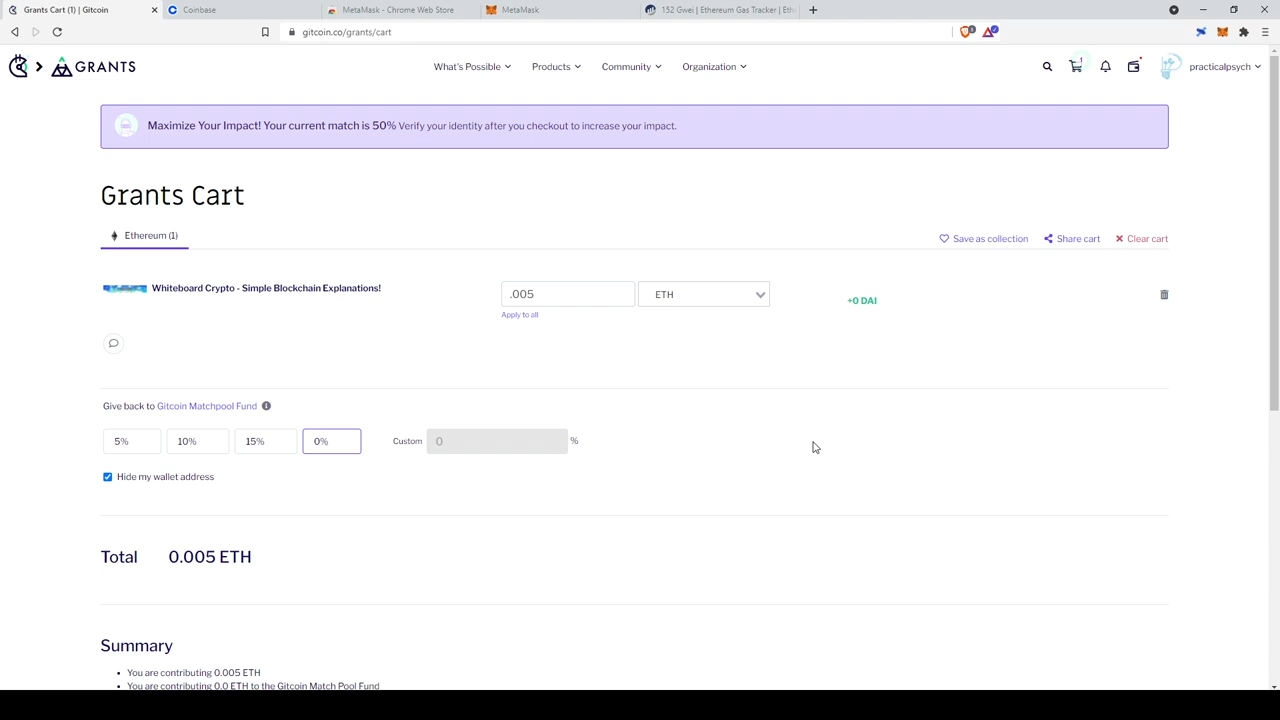 Grants Cart (1) | Gitcoin
Coinbase
MetaMask - Chrome Web Store
MetaMask
152 Gwei | Ethereum Gas Tracker | Eth
gitcoin.co/grants/cart
GRANTS
What's Possible
Products
Community
Organization
1
practicalpsych
Maximize Your Impact! Your current match is 50% Verify your identity after you checkout to increase your impact.
Grants Cart
Ethereum (1)
Save as collection
Share cart
Clear cart
Whiteboard Crypto - Simple Blockchain Explanations!
.005
ETH
+0 DAI
Apply to all
Give back to Gitcoin Matchpool Fund
5%
10%
15%
0%
Custom
0
%
Hide my wallet address
Total 0.005 ETH
Summary
• You are contributing 0.005 ETH
• You are contributing 0.0 ETH to the Gitcoin Match Pool Fund